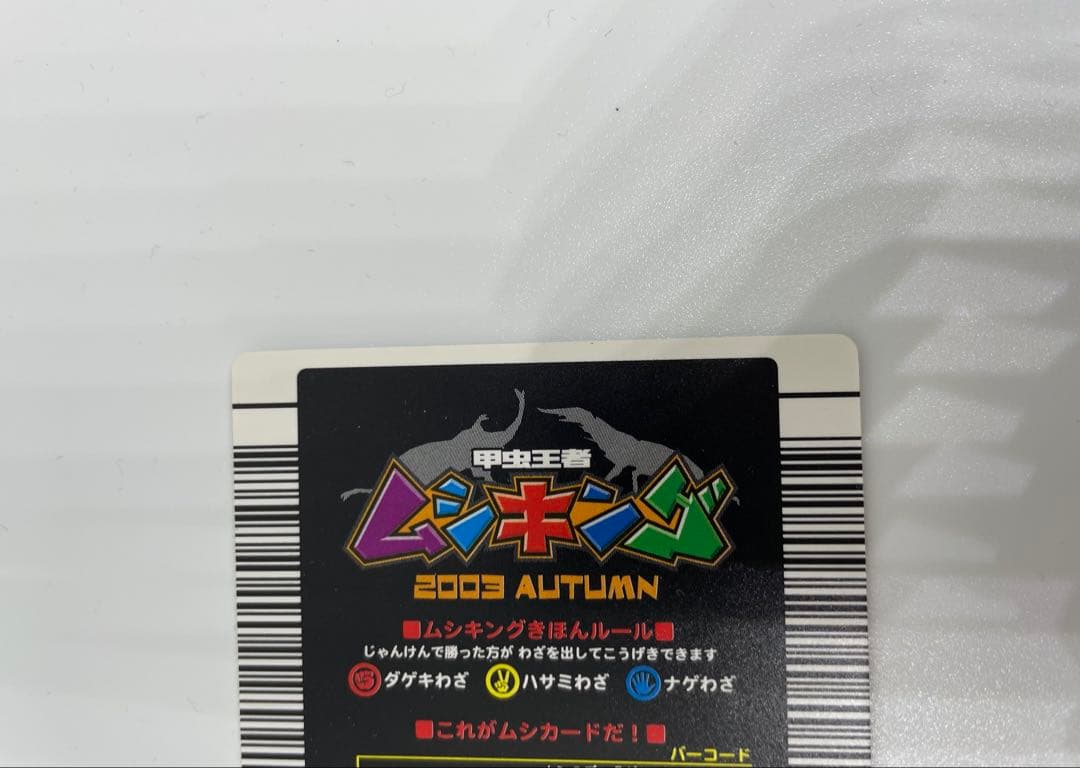 甲虫王者
ムシキング
2003 AUTUMN
■ムシキングきほんルール■
じゃんけんで勝った方が わざを出してこうげきできます
ダゲキわざ ハサミわざ ナゲわざ
■これがムシカードだ！■
バーコード